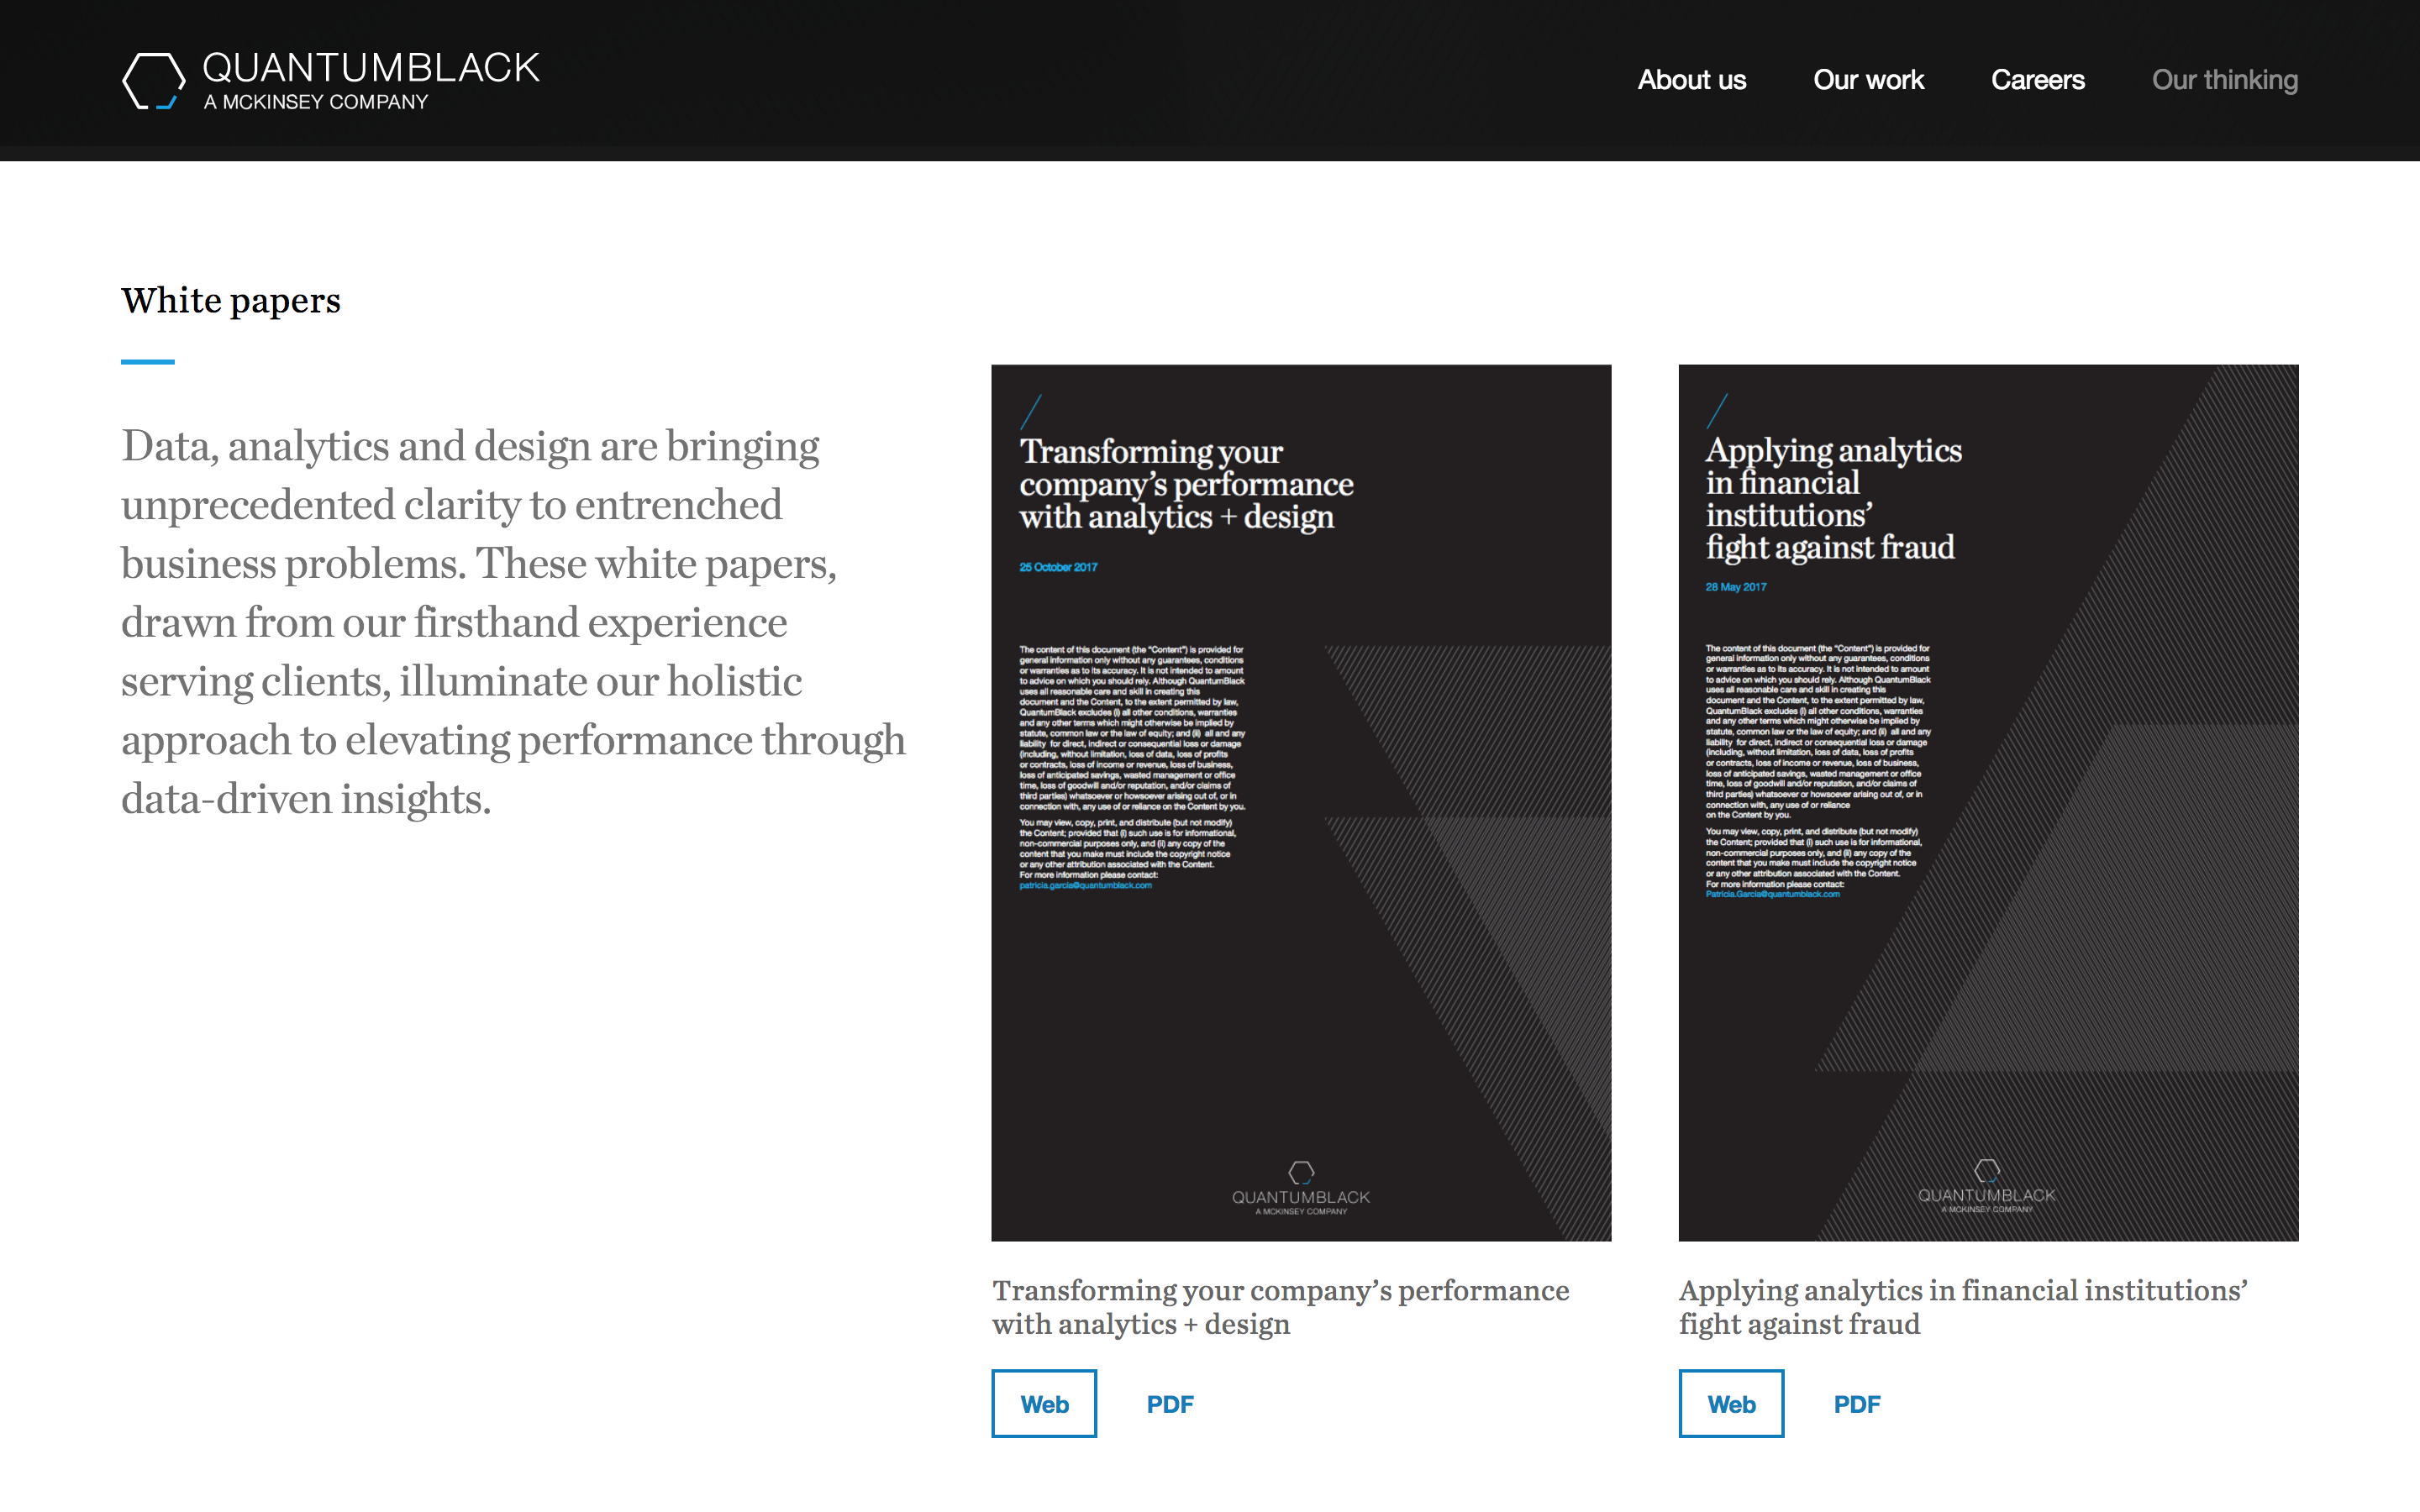 QUANTUMBLACK
A MCKINSEY COMPANY
About us
Our work
Careers
Our thinking
White papers
Data, analytics and design are bringing
unprecedented clarity to entrenched
business problems. These white papers,
drawn from our firsthand experience
serving clients, illuminate our holistic
approach to elevating performance through
data-driven insights.
Transforming your
company’s performance
with analytics + design
25 October 2017
The content of this document (the “Content”) is provided for
general information only without any guarantees, conditions
or warranties as to its accuracy. It is not intended to amount
to advice on which you should rely. Although QuantumBlack
uses all reasonable care and skill in creating this
document and the Content, to the extent permitted by law,
QuantumBlack excludes (i) all other conditions, warranties
and any other terms which might otherwise be implied by
statute, common law or the law of equity; and (ii) all and any
liability for direct, indirect or consequential loss or damage
(including, without limitation, loss of data, loss of profits
or contracts, loss of income or revenue, loss of business,
loss of anticipated savings, wasted management or office
time, loss of goodwill and/or reputation, and/or claims of
third parties) whatsoever or howsoever arising out of, or in
connection with, any use of or reliance on the Content by you.
You may view, copy, print, and distribute (but not modify)
the Content; provided that (i) such use is for informational,
non-commercial purposes only, and (ii) any copy of the
content that you make must include the copyright notice
or any other attribution associated with the Content.
For more information please contact:
patricia.garcia@quantumblack.com
QUANTUMBLACK
A MCKINSEY COMPANY
Transforming your company’s performance
with analytics + design
Web
PDF
Applying analytics
in financial
institutions’
fight against fraud
28 May 2017
The content of this document (the “Content”) is provided for
general information only without any guarantees, conditions
or warranties as to its accuracy. It is not intended to amount
to advice on which you should rely. Although QuantumBlack
uses all reasonable care and skill in creating this
document and the Content, to the extent permitted by law,
QuantumBlack excludes (i) all other conditions, warranties
and any other terms which might otherwise be implied by
statute, common law or the law of equity; and (ii) all and any
liability for direct, indirect or consequential loss or damage
(including, without limitation, loss of data, loss of profits
or contracts, loss of income or revenue, loss of business,
loss of anticipated savings, wasted management or office
time, loss of goodwill and/or reputation, and/or claims of
third parties) whatsoever or howsoever arising out of, or in
connection with, any use of or reliance
on the Content by you.
You may view, copy, print, and distribute (but not modify)
the Content; provided that (i) such use is for informational,
non-commercial purposes only, and (ii) any copy of the
content that you make must include the copyright notice
or any other attribution associated with the Content.
For more information please contact:
Patricia.Garcia@quantumblack.com
QUANTUMBLACK
A MCKINSEY COMPANY
Applying analytics in financial institutions’
fight against fraud
Web
PDF